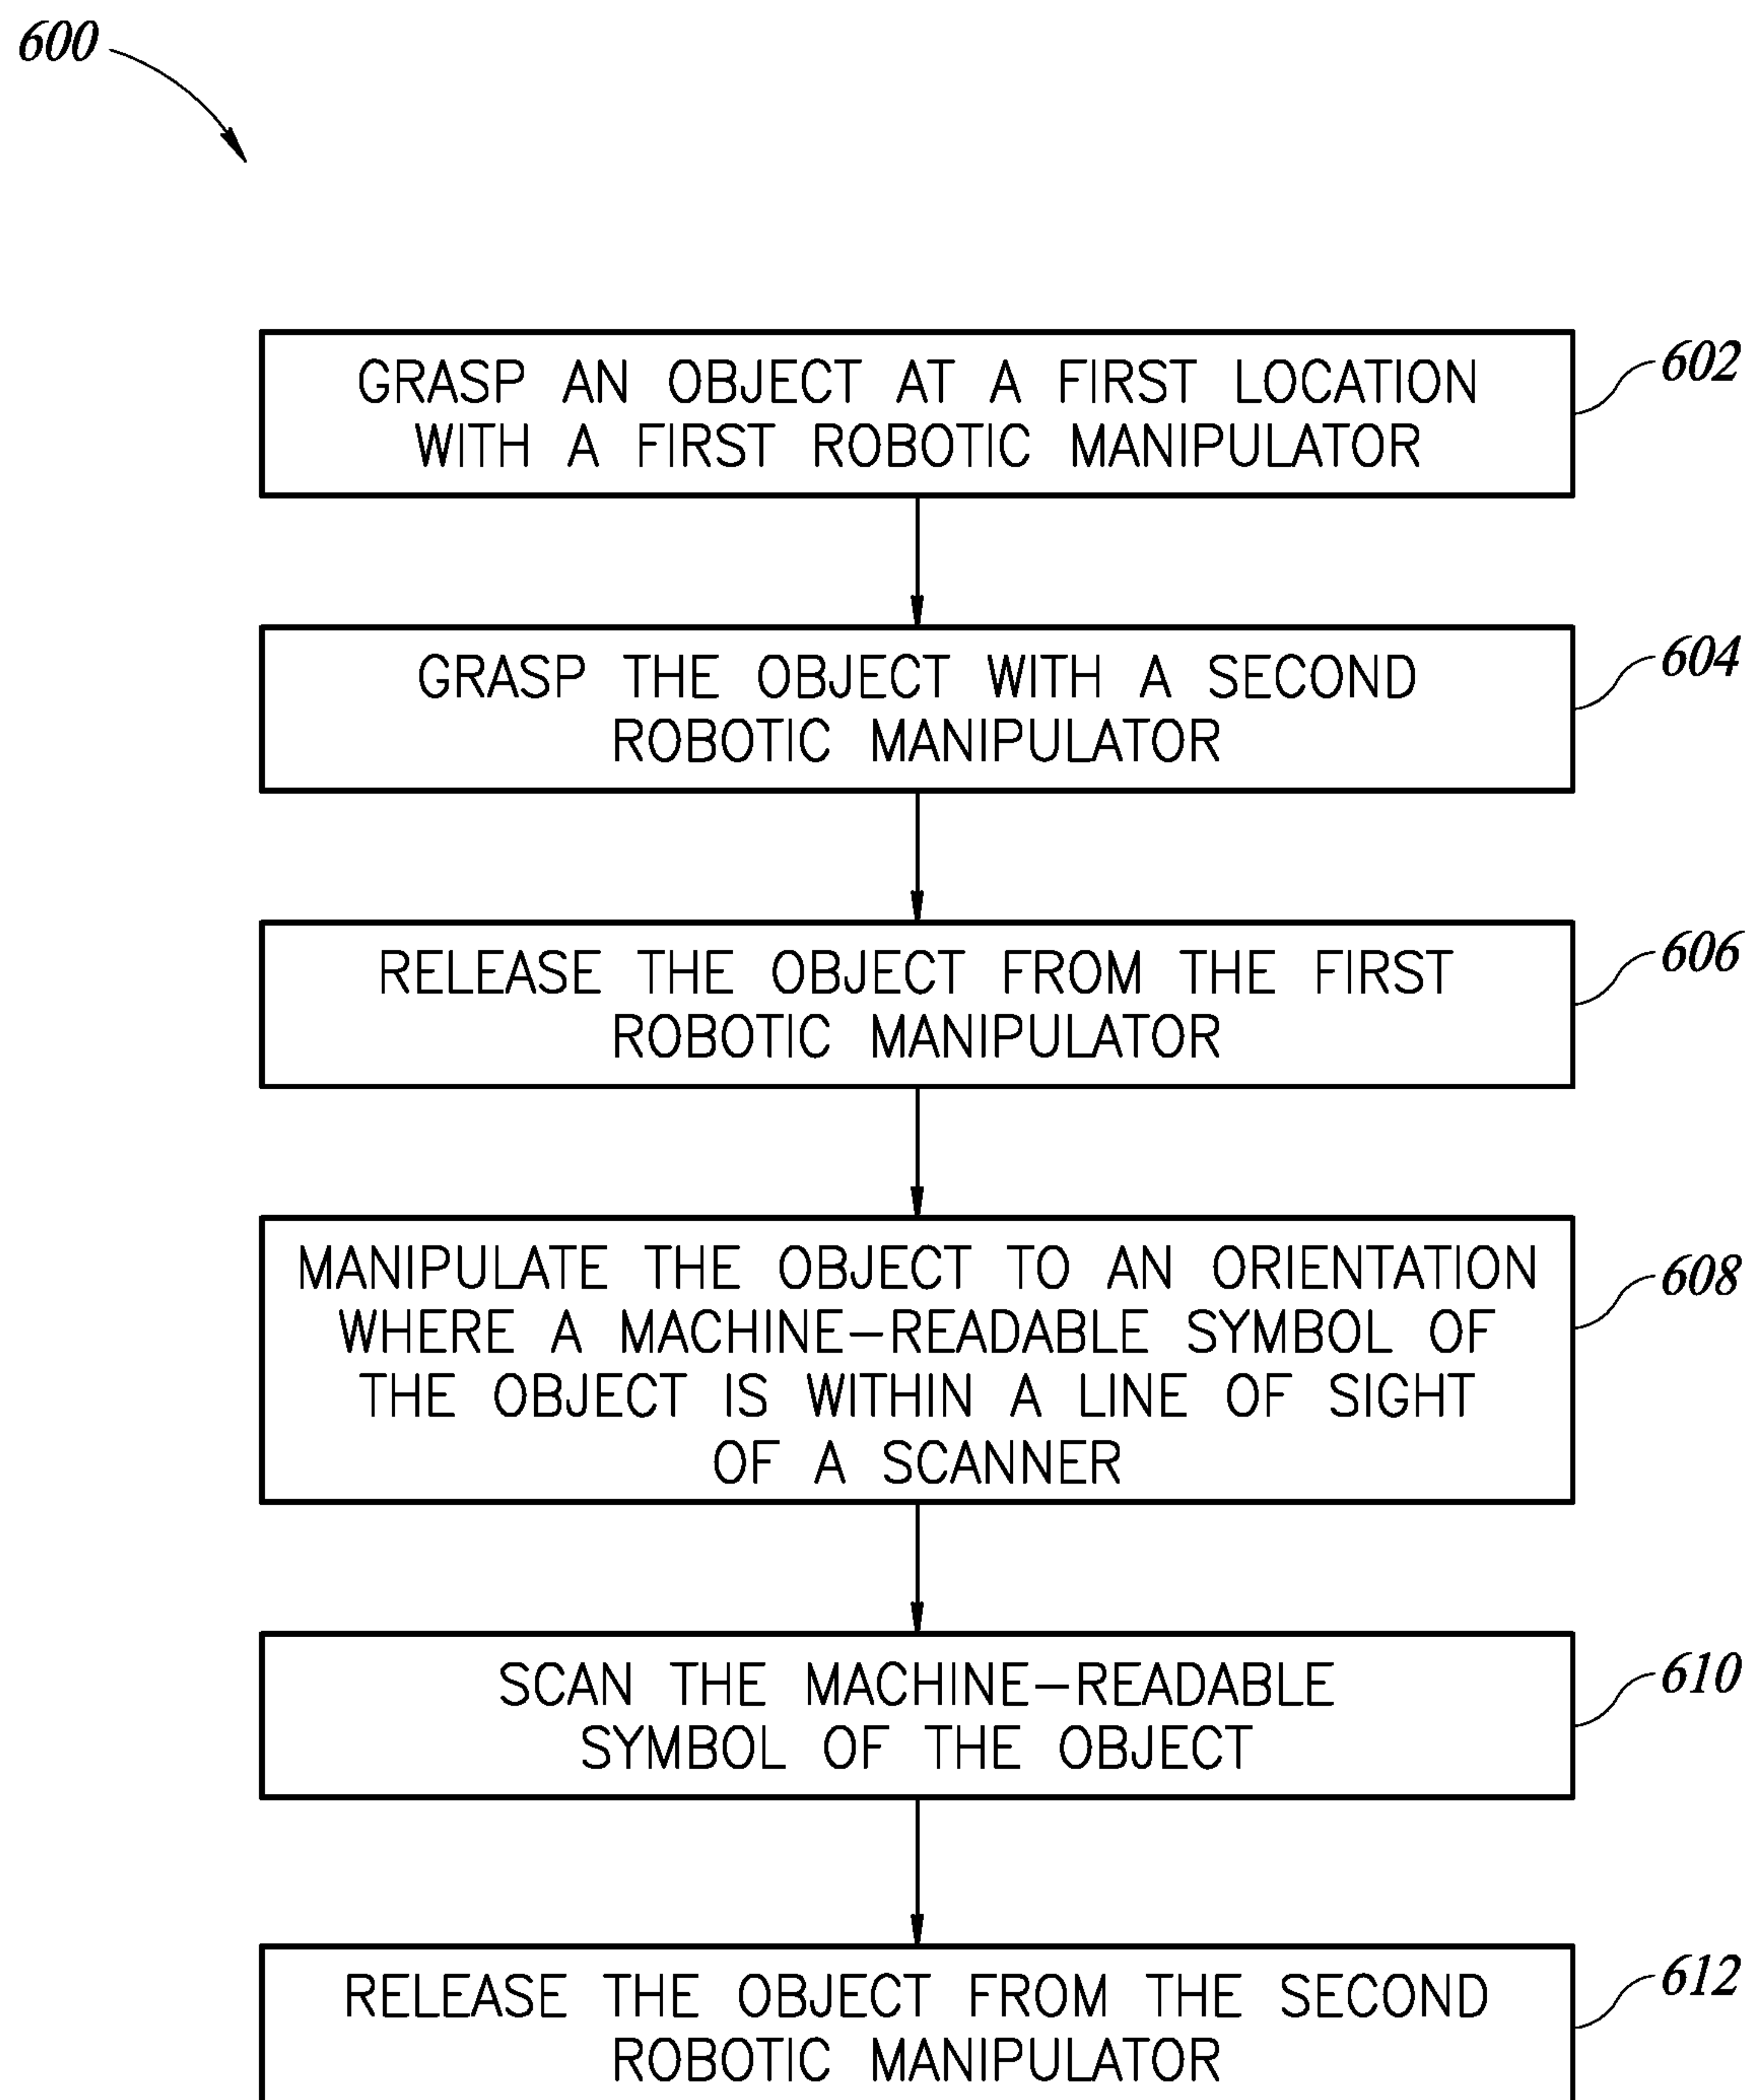 600
GRASP AN OBJECT AT A FIRST LOCATION
WITH A FIRST ROBOTIC MANIPULATOR
602
GRASP THE OBJECT WITH A SECOND
ROBOTIC MANIPULATOR
604
RELEASE THE OBJECT FROM THE FIRST
ROBOTIC MANIPULATOR
606
MANIPULATE THE OBJECT TO AN ORIENTATION
WHERE A MACHINE-READABLE SYMBOL OF
THE OBJECT IS WITHIN A LINE OF SIGHT
OF A SCANNER
608
SCAN THE MACHINE-READABLE
SYMBOL OF THE OBJECT
610
RELEASE THE OBJECT FROM THE SECOND
ROBOTIC MANIPULATOR
612